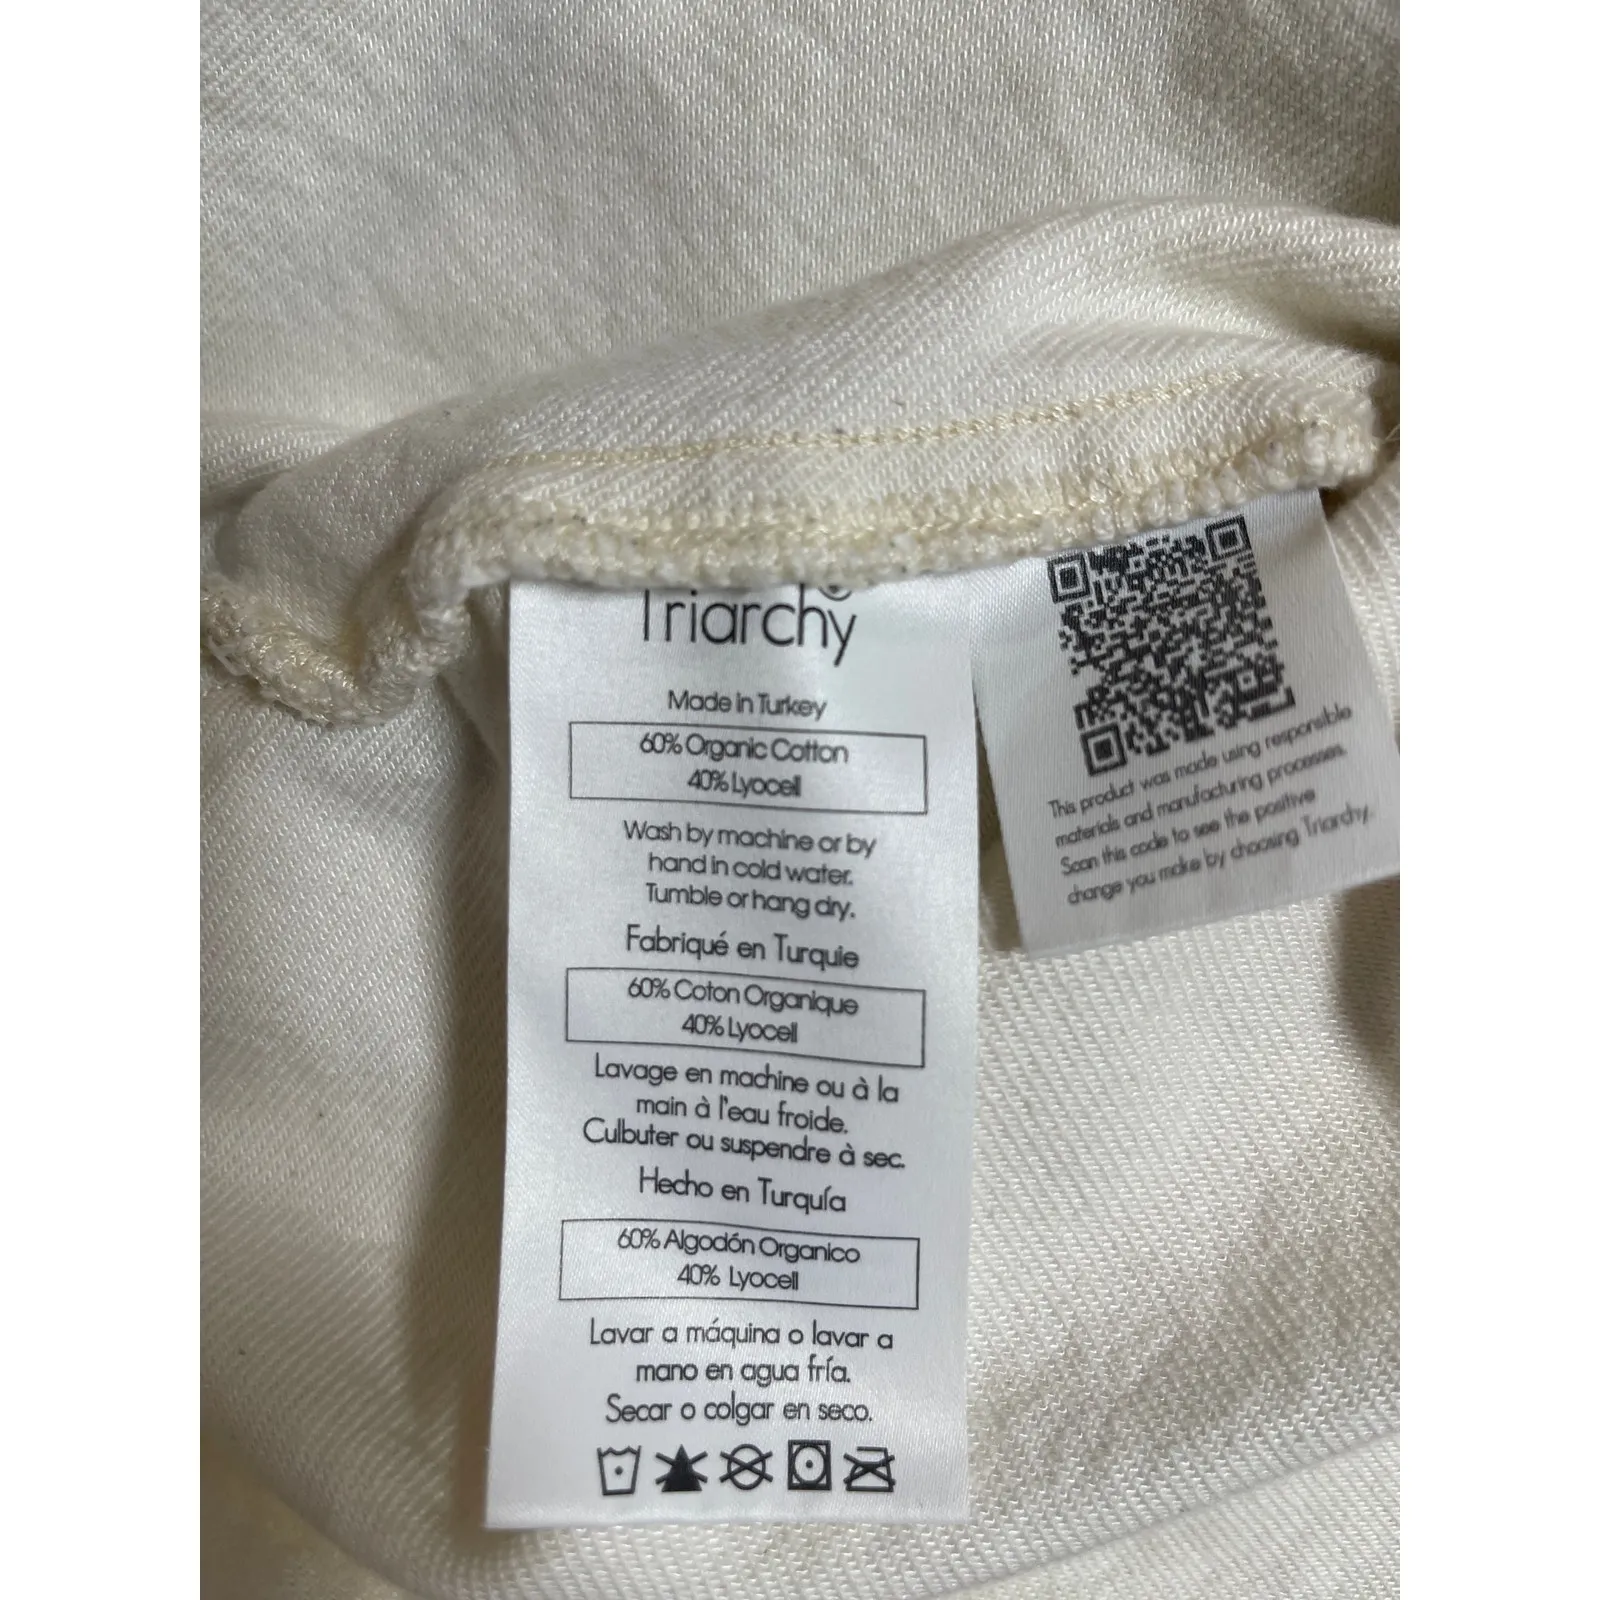 Triarchy®
Made in Turkey
60% Organic Cotton
40% Lyocell
Wash by machine or by
hand in cold water.
Tumble or hang dry.
Fabriqué en Turquie
60% Coton Organique
40% Lyocell
Lavage en machine ou à la
main à l'eau froide.
Culbuter ou suspendre à sec.
Hecho en Turquía
60% Algodón Organico
40% Lyocell
Lavar a máquina o lavar a
mano en agua fría.
Secar o colgar en seco.
This product was made using responsible
materials and manufacturing processes.
Scan this code to see the positive
change you make by choosing Triarchy.